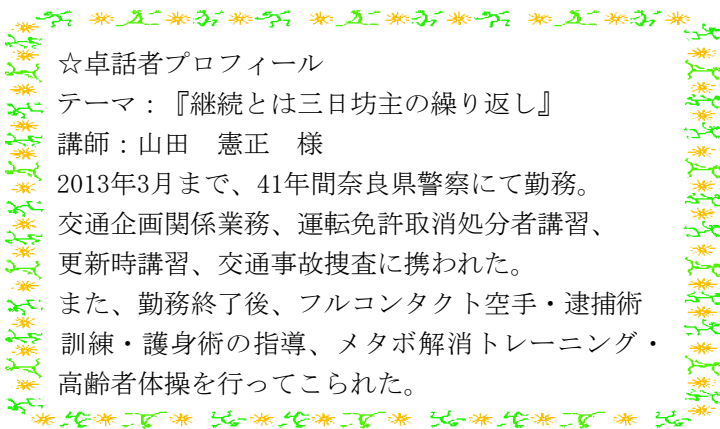 ☆卓話者プロフィール
テーマ：『継続とは三日坊主の繰り返し』
講師：山田　憲正　様
2013年3月まで、41年間奈良県警察にて勤務。
交通企画関係業務、運転免許取消処分者講習、
更新時講習、交通事故捜査に携われた。
また、勤務終了後、フルコンタクト空手・逮捕術
訓練・護身術の指導、メタボ解消トレーニング・
高齢者体操を行ってこられた。